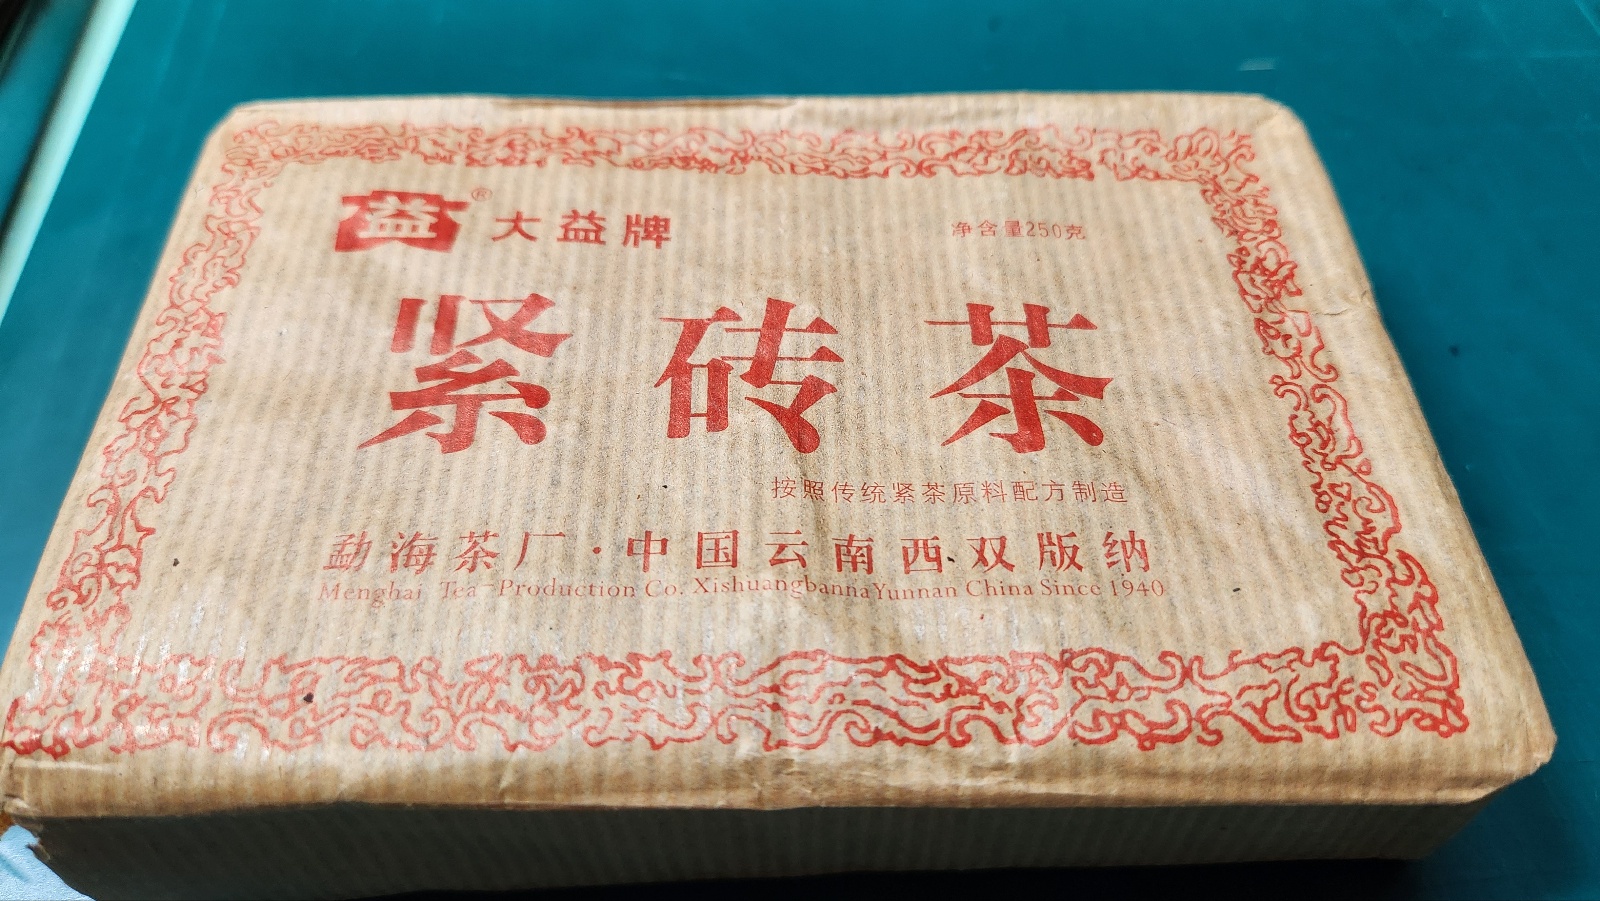 益® 大益牌 净含量250克
紧砖茶
按照传统紧茶原料配方制造
勐海茶厂·中国云南西双版纳
Menghai Tea Production Co. Xishuangbanna Yunnan China Since 1940